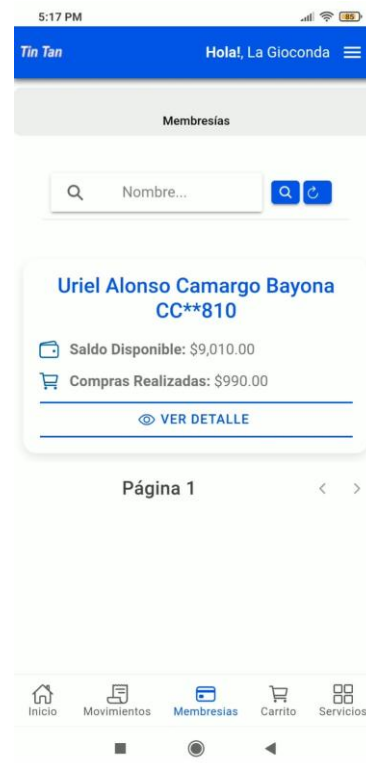 5:17 PM
85
Tin Tan
Hola!, La Gioconda
Membresías
Nombre...
Uriel Alonso Camargo Bayona
CC**810
Saldo Disponible: $9,010.00
Compras Realizadas: $990.00
VER DETALLE
Página 1
Inicio
Movimientos
Membresias
Carrito
Servicios